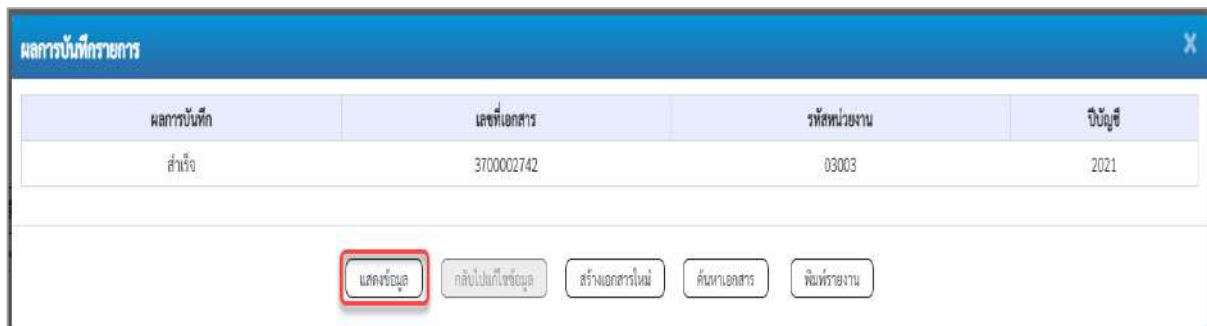 ผลการบันทึกรายการ X
ผลการบันทึก เลขที่เอกสาร รหัสหน่วยงาน ปีบัญชี
สำเร็จ 3700002742 03003 2021
แสดงข้อมูล กลับไปแก้ไขข้อมูล สร้างเอกสารใหม่ ค้นหาเอกสาร พิมพ์รายงาน